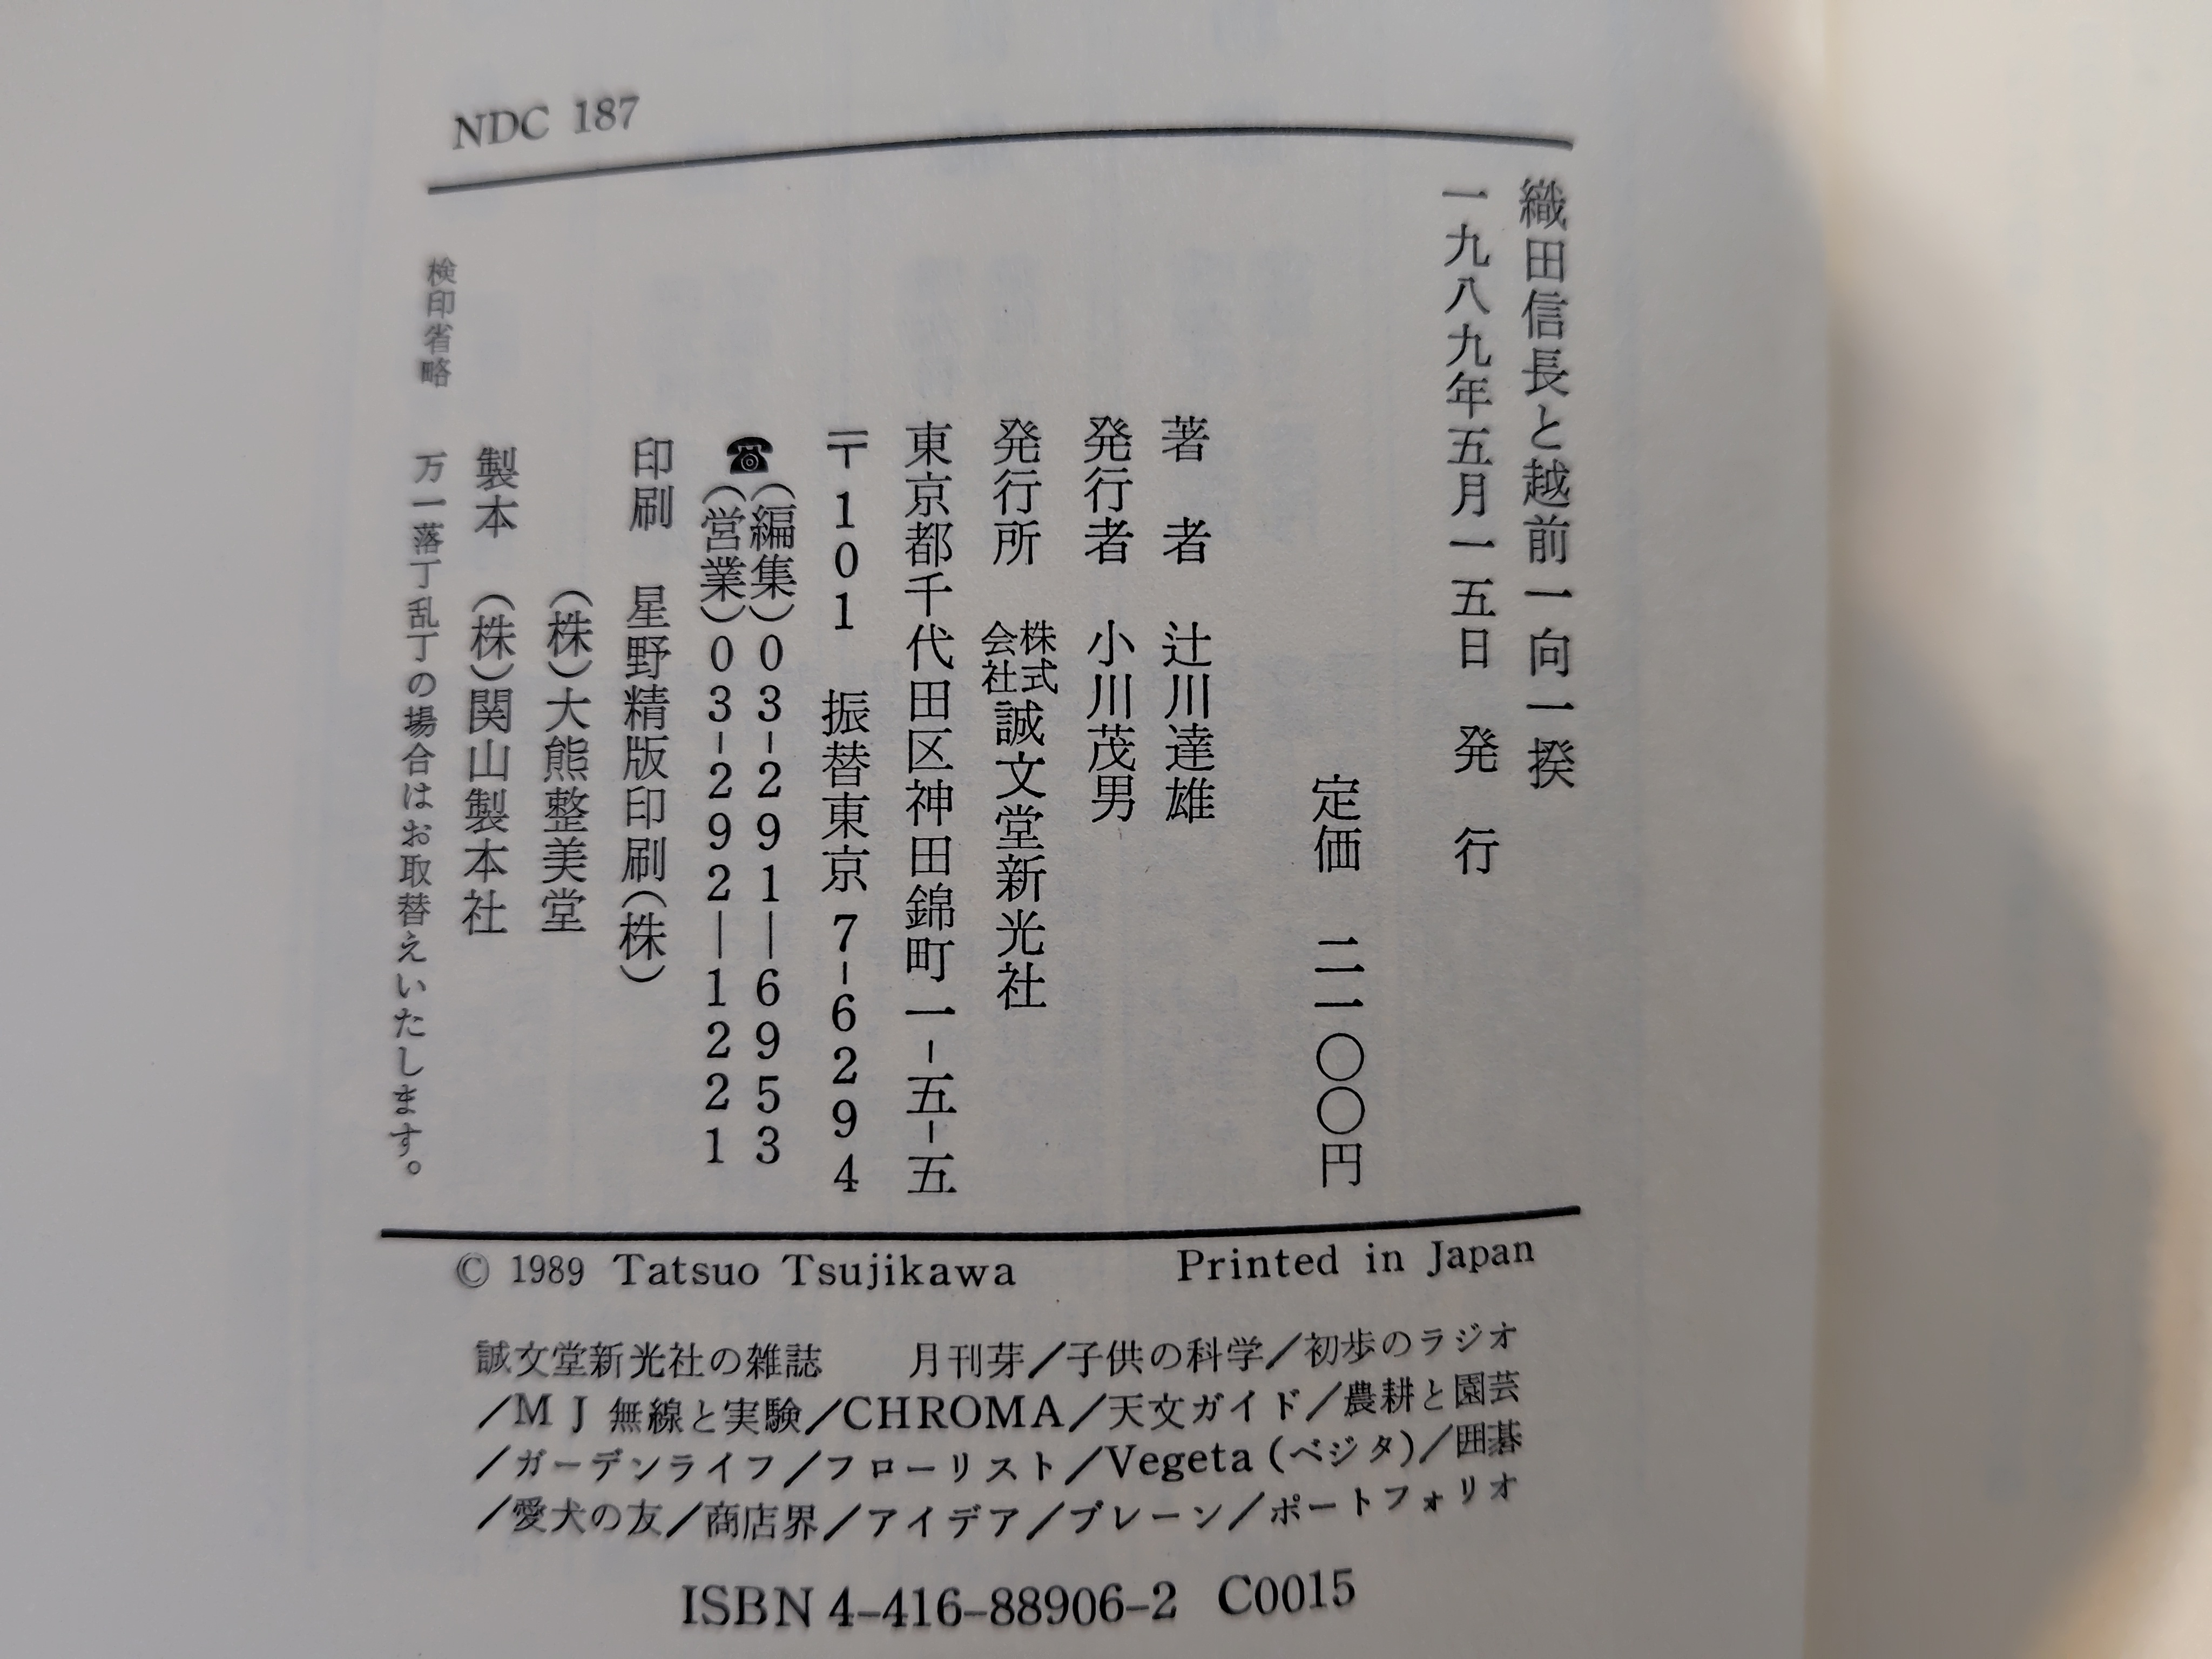 NDC 187
織田信長と越前一向一揆
一九八九年五月一五日　発　行
定価　二一〇〇円
著　者　辻川達雄
発行者　小川茂男
発行所　株式会社誠文堂新光社
東京都千代田区神田錦町一-五-五
〒101　振替東京7-6294
☎(編集)03-291―6953
(営業)03-292―1221
印刷　星野精版印刷(株)
(株)大熊整美堂
製本　(株)関山製本社
検印省略　万一落丁乱丁の場合はお取替えいたします。
© 1989 Tatsuo Tsujikawa　Printed in Japan
誠文堂新光社の雑誌　月刊芽/子供の科学/初歩のラジオ
/MJ 無線と実験/CHROMA/天文ガイド/農耕と園芸
/ガーデンライフ/フローリスト/Vegeta (ベジタ)/囲碁
/愛犬の友/商店界/アイデア/ブレーン/ポートフォリオ
ISBN 4-416-88906-2 C0015